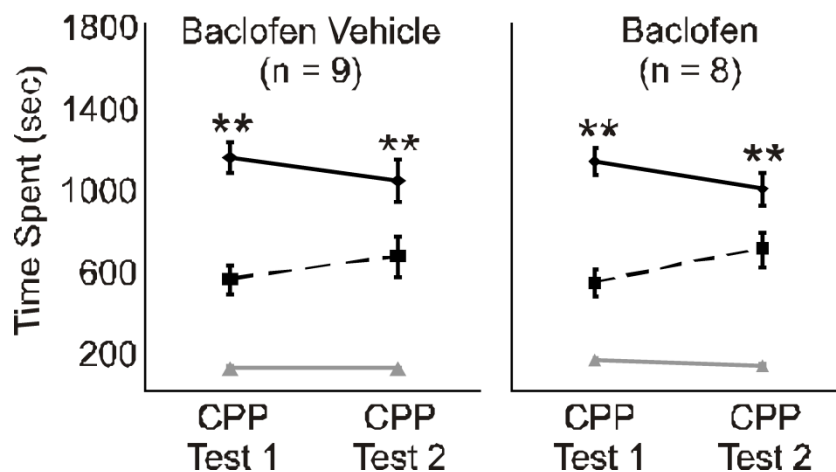 Baclofen Vehicle
(n = 9)
Baclofen
(n = 8)
Time Spent (sec)
1800
1400
1000
600
200
**
**
**
**
CPP
Test 1
CPP
Test 2
CPP
Test 1
CPP
Test 2